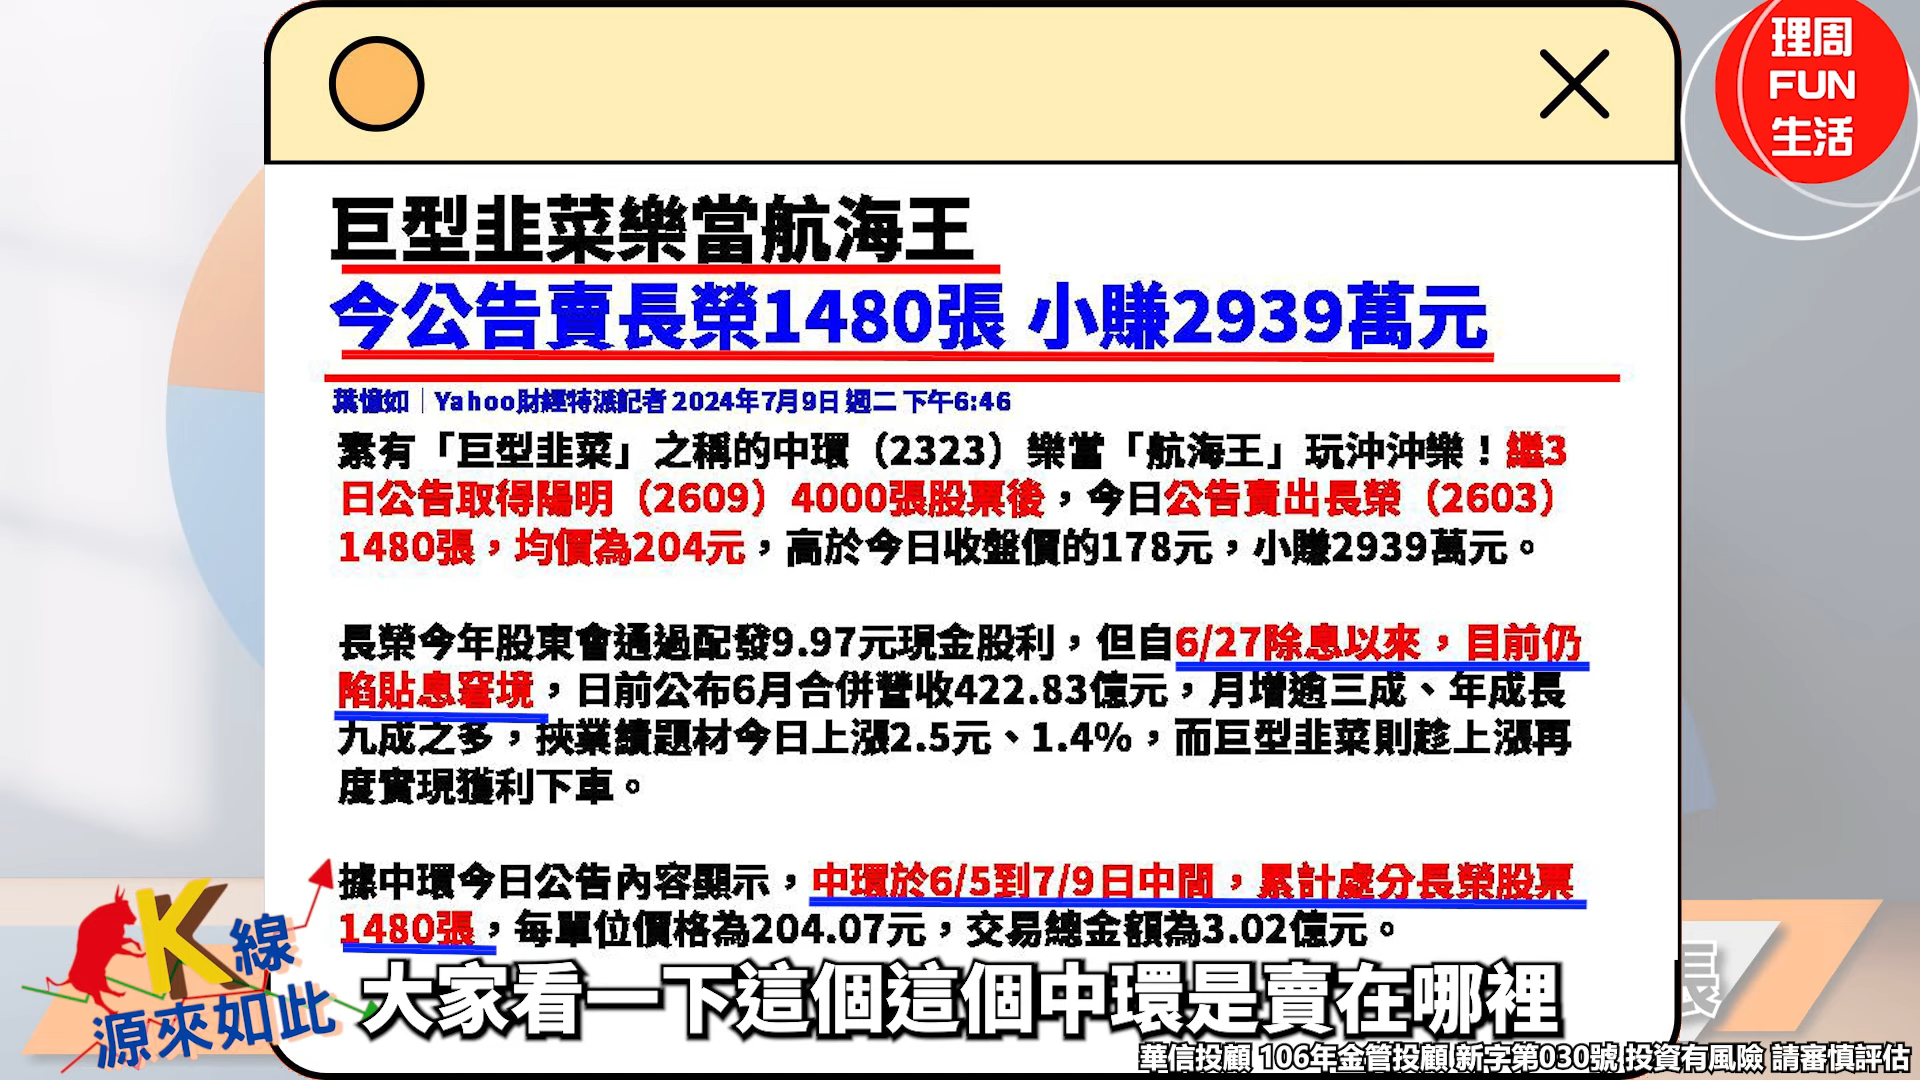 理周
FUN
生活
巨型韭菜樂當航海王
今公告賣長榮1480張 小賺2939萬元
葉憶如｜Yahoo財經特派記者 2024年7月9日 週二 下午6:46
素有「巨型韭菜」之稱的中環（2323）樂當「航海王」玩沖沖樂！繼3
日公告取得陽明（2609）4000張股票後，今日公告賣出長榮（2603）
1480張，均價為204元，高於今日收盤價的178元，小賺2939萬元。
長榮今年股東會通過配發9.97元現金股利，但自6/27除息以來，目前仍
陷貼息窘境，日前公布6月合併營收422.83億元，月增逾三成、年成長
九成之多，挾業績題材今日上漲2.5元、1.4%，而巨型韭菜則趁上漲再
度實現獲利下車。
據中環今日公告內容顯示，中環於6/5到7/9日中間，累計處分長榮股票
1480張，每單位價格為204.07元，交易總金額為3.02億元。
K線
源來如此
大家看一下這個這個中環是賣在哪裡
長
華信投顧 106年金管投顧 新字第030號 投資有風險 請審慎評估